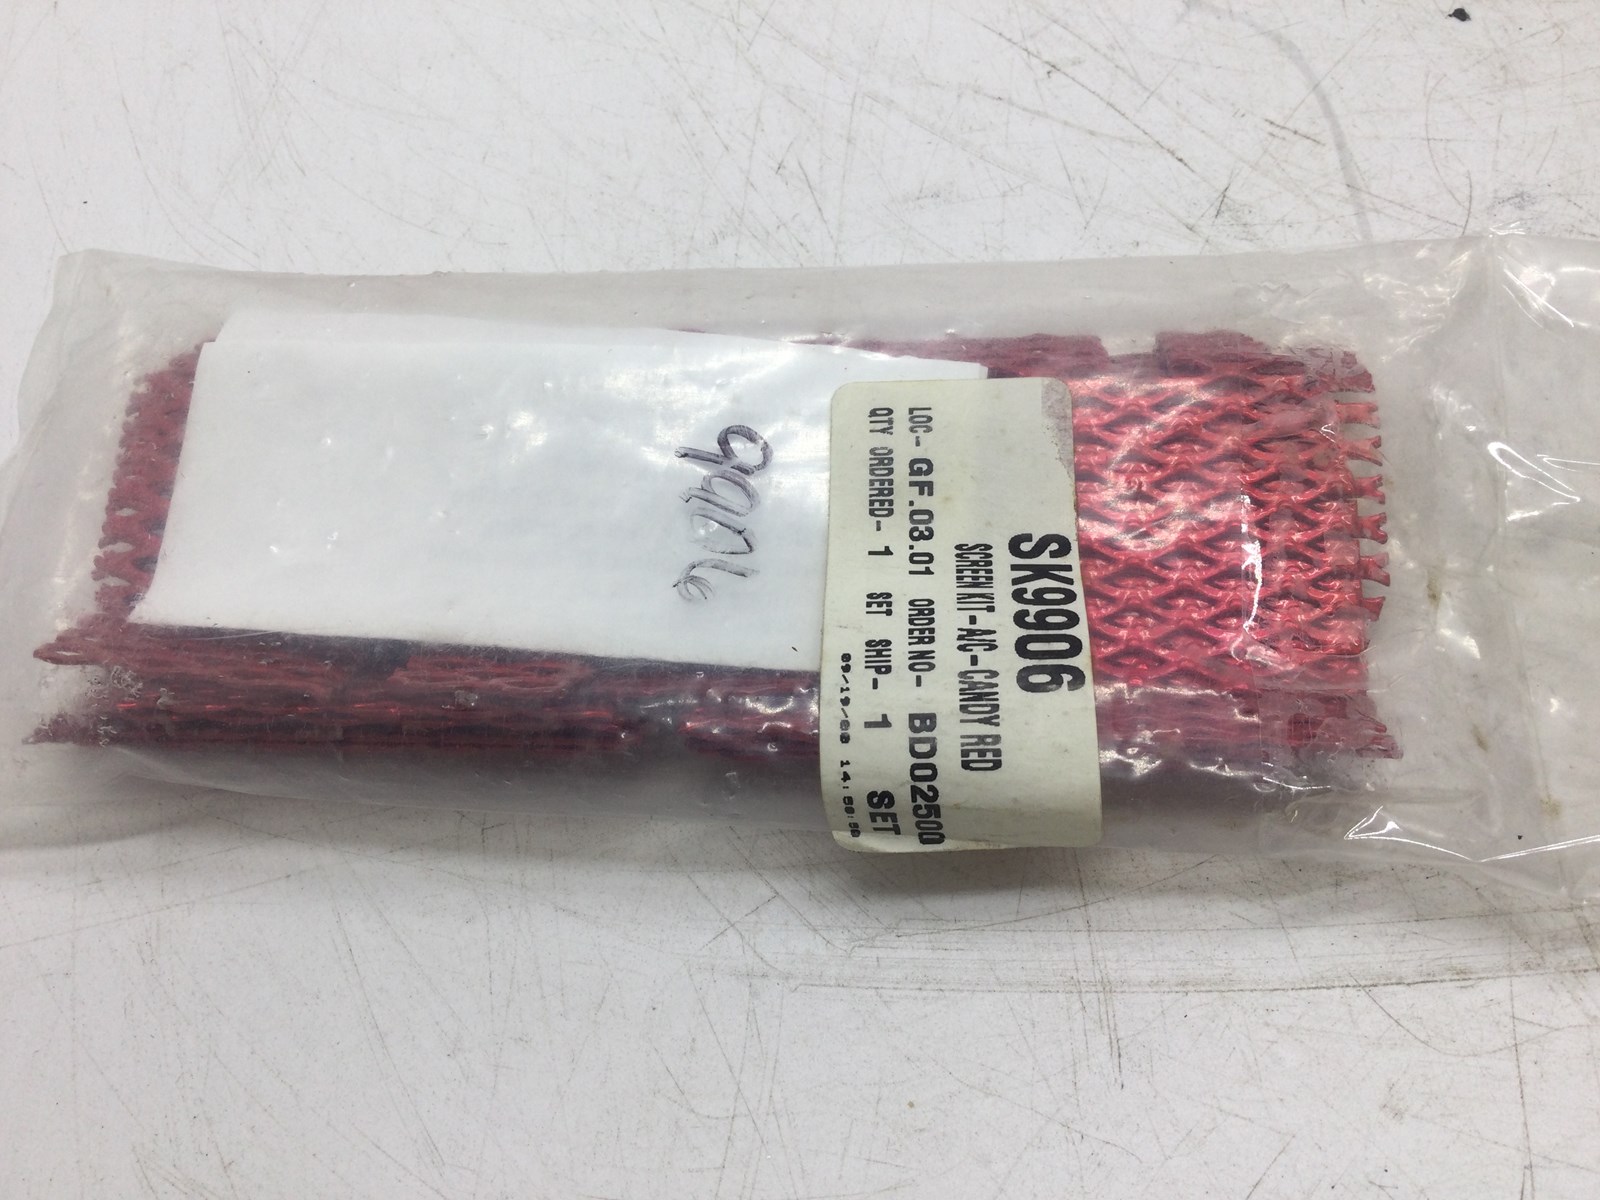 SK9906
SCREEN KIT-A/C-CANDY RED
LOC- GF.03.01 ORDER NO- BD02500
QTY ORDERED- 1 SET SHIP- 1 SET
9906